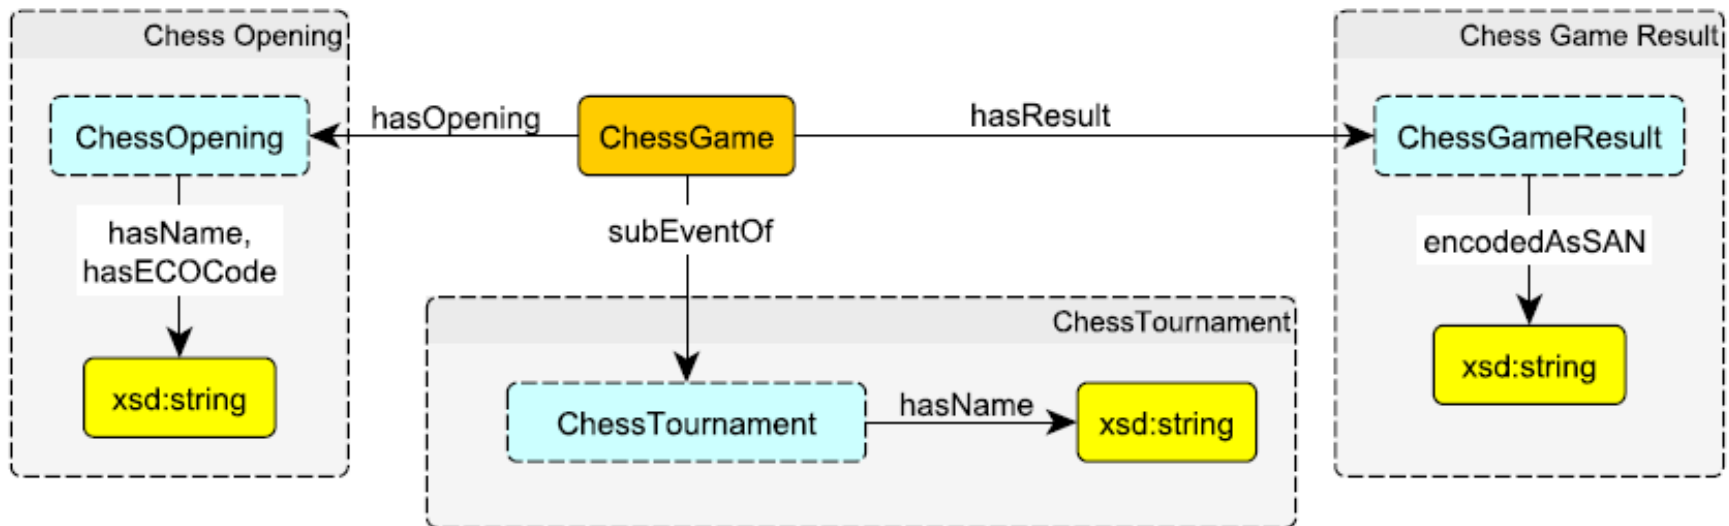 Chess Opening
Chess Game Result
ChessOpening
hasOpening
ChessGame
hasResult
ChessGameResult
hasName,
hasECOCode
subEventOf
encodedAsSAN
xsd:string
ChessTournament
xsd:string
ChessTournament
hasName
xsd:string